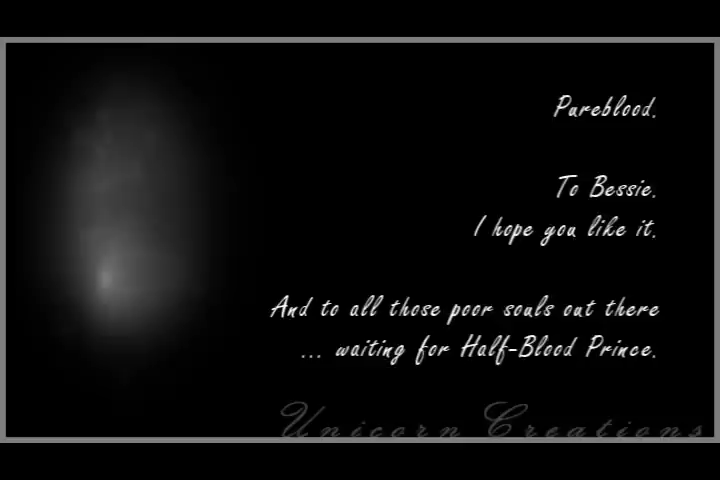 Pureblood.
To Bessie.
I hope you like it.
And to all those poor souls out there
... waiting for Half-Blood Prince.
Unicorn Creations